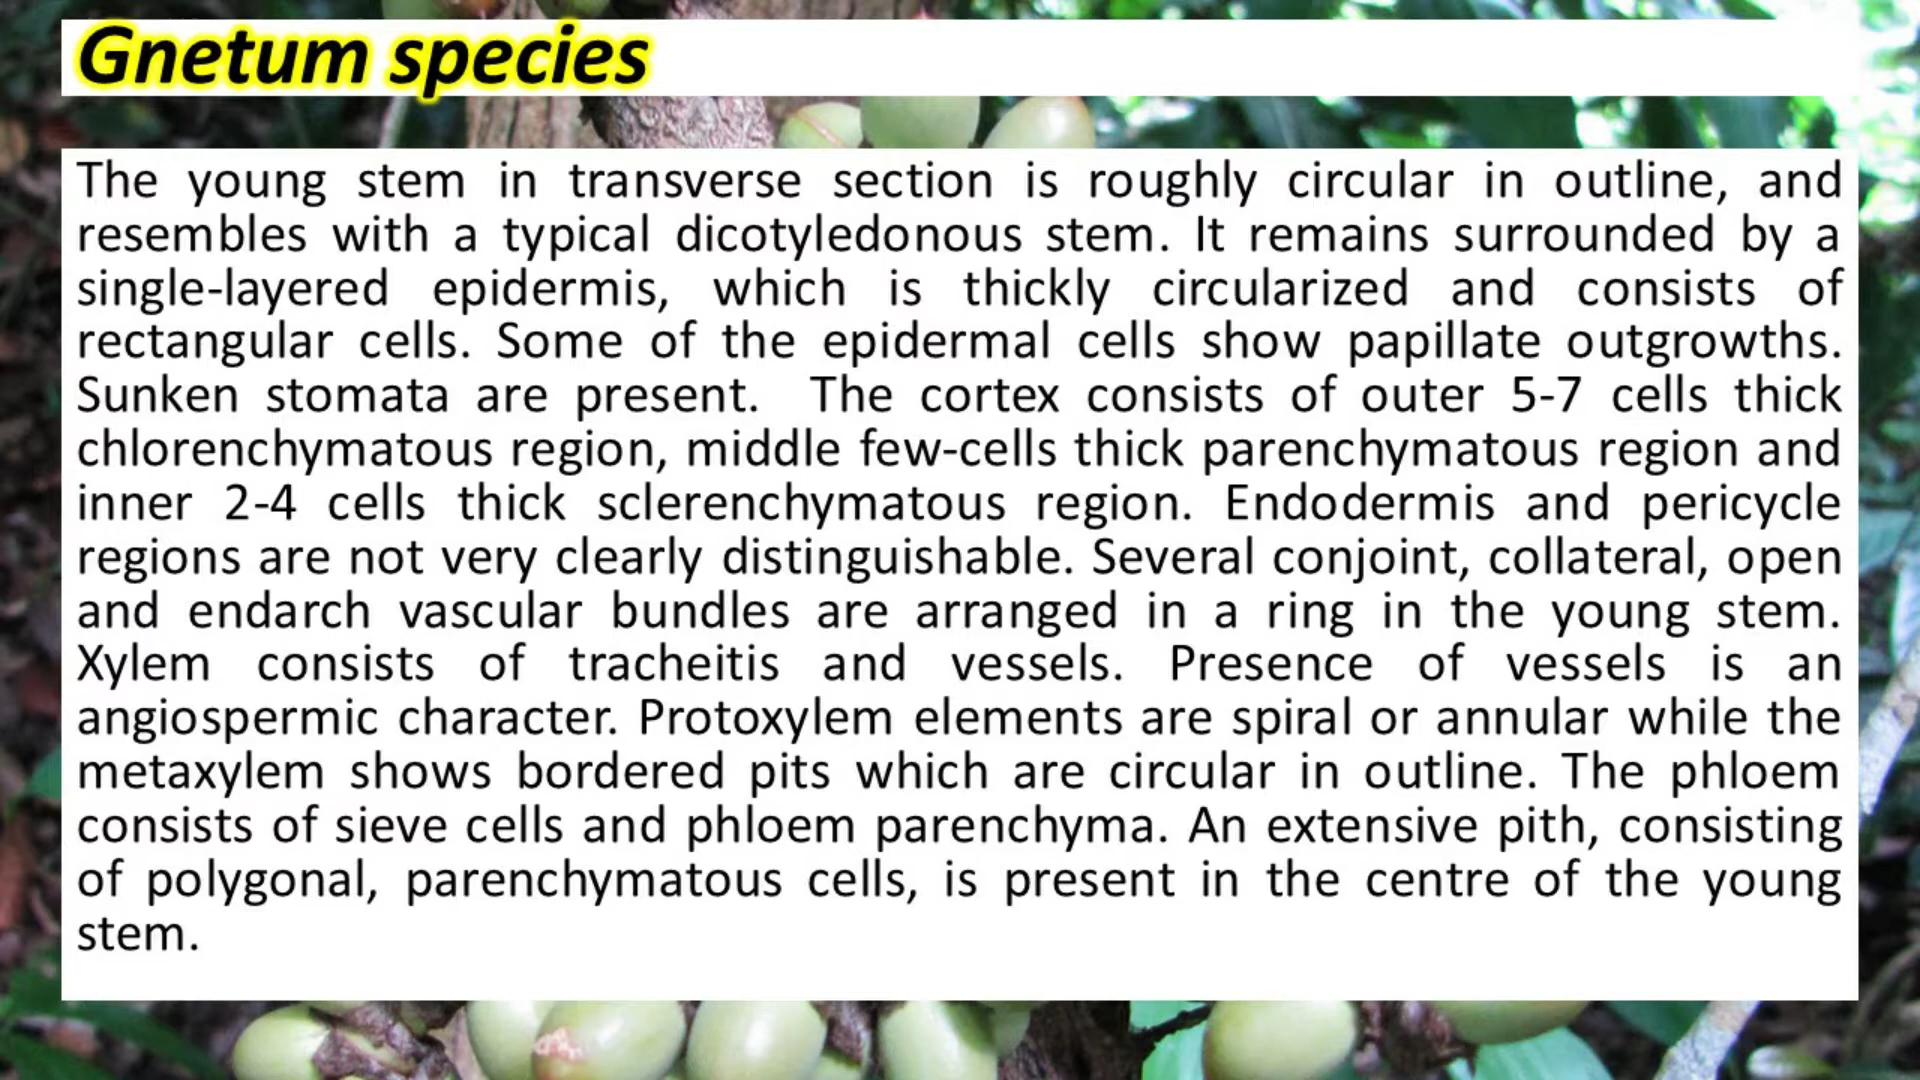 Gnetum species
The young stem in transverse section is roughly circular in outline, and
resembles with a typical dicotyledonous stem. It remains surrounded by a
single-layered epidermis, which is thickly circularized and consists of
rectangular cells. Some of the epidermal cells show papillate outgrowths.
Sunken stomata are present. The cortex consists of outer 5-7 cells thick
chlorenchymatous region, middle few-cells thick parenchymatous region and
inner 2-4 cells thick sclerenchymatous region. Endodermis and pericycle
regions are not very clearly distinguishable. Several conjoint, collateral, open
and endarch vascular bundles are arranged in a ring in the young stem.
Xylem consists of tracheitis and vessels. Presence of vessels is an
angiospermic character. Protoxylem elements are spiral or annular while the
metaxylem shows bordered pits which are circular in outline. The phloem
consists of sieve cells and phloem parenchyma. An extensive pith, consisting
of polygonal, parenchymatous cells, is present in the centre of the young
stem.